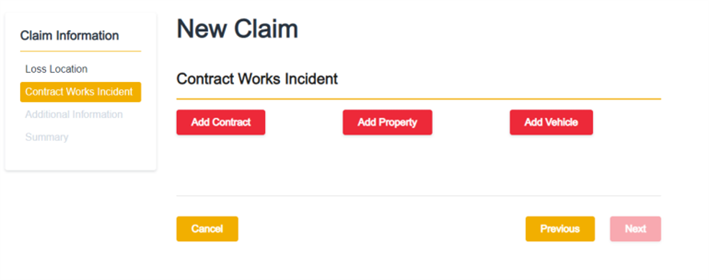 Claim Information
Loss Location
Contract Works Incident
Additional Information
Summary
New Claim
Contract Works Incident
Add Contract
Add Property
Add Vehicle
Cancel
Previous
Next